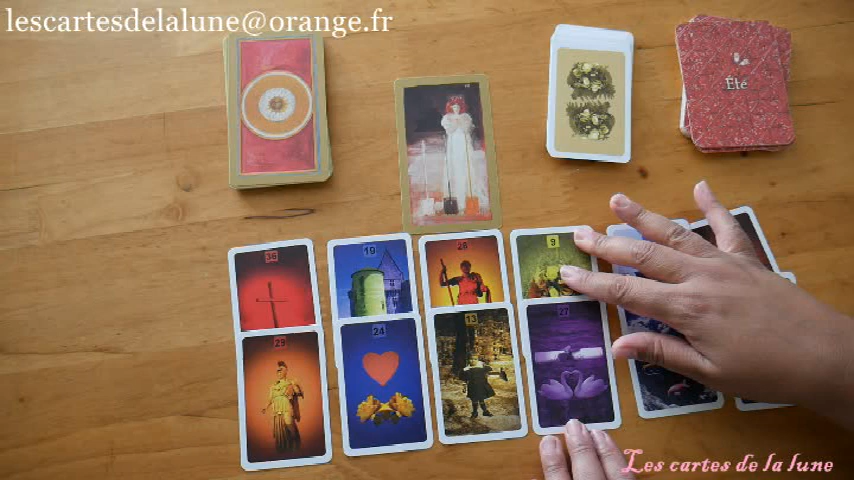 lescartesdelalune@orange.fr
Été
36
19
28
9
29
24
13
27
Les cartes de la lune